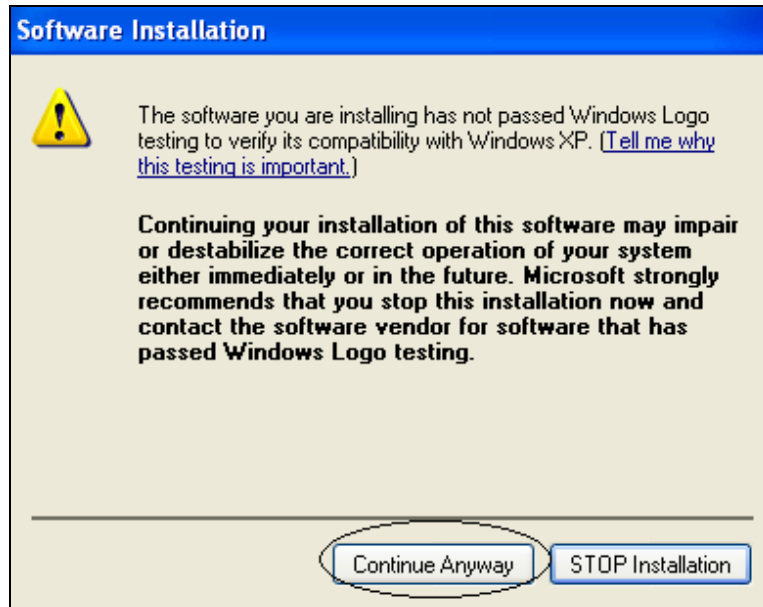 Software Installation
The software you are installing has not passed Windows Logo
testing to verify its compatibility with Windows XP. (Tell me why
this testing is important.)
Continuing your installation of this software may impair
or destabilize the correct operation of your system
either immediately or in the future. Microsoft strongly
recommends that you stop this installation now and
contact the software vendor for software that has
passed Windows Logo testing.
Continue Anyway STOP Installation